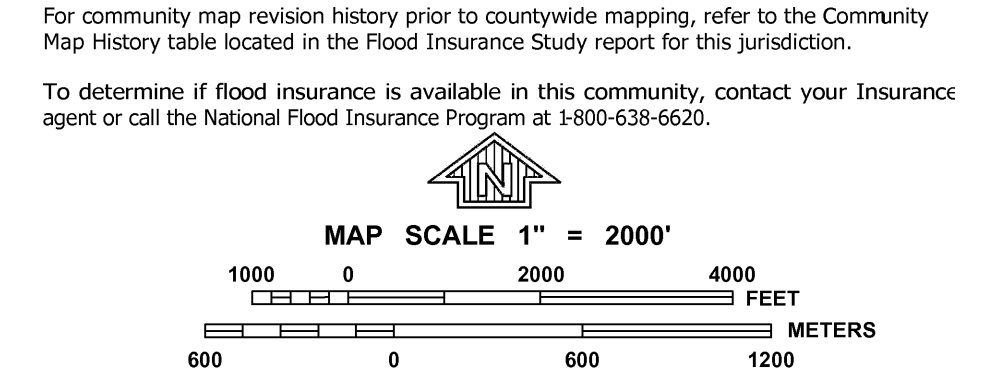 For community map revision history prior to countywide mapping, refer to the Community
Map History table located in the Flood Insurance Study report for this jurisdiction.
To determine if flood insurance is available in this community, contact your Insurance
agent or call the National Flood Insurance Program at 1-800-638-6620.
N
MAP SCALE 1" = 2000'
1000 0 2000 4000
FEET
METERS
600 0 600 1200